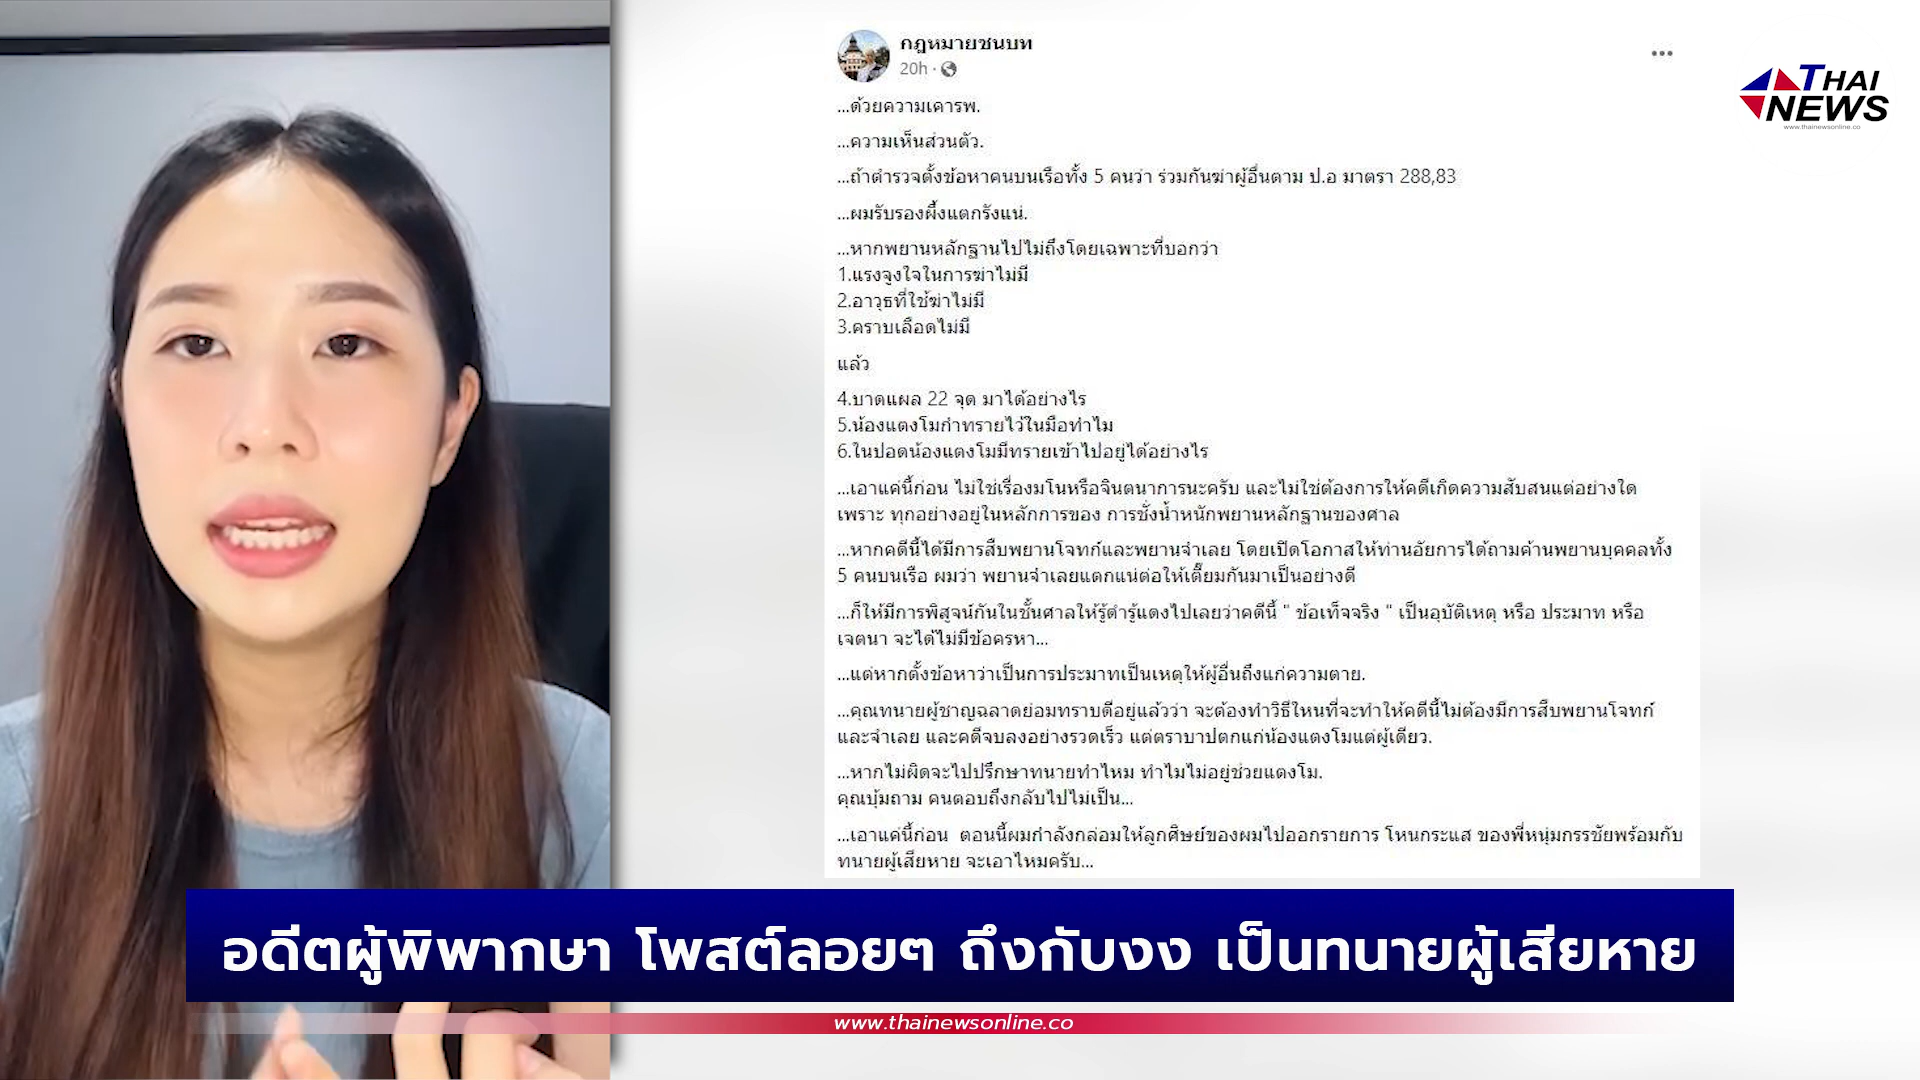 กฎหมายชนบท
20h ·
...ด้วยความเคารพ.
...ความเห็นส่วนตัว.
...ถ้าตำรวจตั้งข้อหาคนบนเรือทั้ง 5 คนว่า ร่วมกันฆ่าผู้อื่นตาม ป.อ มาตรา 288,83
...ผมรับรองผึ้งแตกรังแน่.
...หากพยานหลักฐานไปไม่ถึงโดยเฉพาะที่บอกว่า
1.แรงจูงใจในการฆ่าไม่มี
2.อาวุธที่ใช้ฆ่าไม่มี
3.คราบเลือดไม่มี
แล้ว
4.บาดแผล 22 จุด มาได้อย่างไร
5.น้องแตงโมกำทรายไว้ในมือทำไม
6.ในปอดน้องแตงโมมีทรายเข้าไปอยู่ได้อย่างไร
...เอาแค่นี้ก่อน ไม่ใช่เรื่องมโนหรือจินตนาการนะครับ และไม่ใช่ต้องการให้คดีเกิดความสับสนแต่อย่างใด
เพราะ ทุกอย่างอยู่ในหลักการของ การชั่งน้ำหนักพยานหลักฐานของศาล
...หากคดีนี้ได้มีการสืบพยานโจทก์และพยานจำเลย โดยเปิดโอกาสให้ท่านอัยการได้ถามค้านพยานบุคคลทั้ง
5 คนบนเรือ ผมว่า พยานจำเลยแตกแน่ต่อให้เตี๊ยมกันมาเป็นอย่างดี
...ก็ให้มีการพิสูจน์กันในชั้นศาลให้รู้ดำรู้แดงไปเลยว่าคดีนี้ " ข้อเท็จจริง " เป็นอุบัติเหตุ หรือ ประมาท หรือ
เจตนา จะได้ไม่มีข้อครหา...
...แต่หากตั้งข้อหาว่าเป็นการประมาทเป็นเหตุให้ผู้อื่นถึงแก่ความตาย.
...คุณทนายผู้ชาญฉลาดย่อมทราบดีอยู่แล้วว่า จะต้องทำวิธีใหนที่จะทำให้คดีนี้ไม่ต้องมีการสืบพยานโจทก์
และจำเลย และคดีจบลงอย่างรวดเร็ว แต่ตราบาปตกแก่น้องแตงโมแต่ผู้เดียว.
...หากไม่ผิดจะไปปรึกษาทนายทำไหม ทำไมไม่อยู่ช่วยแตงโม.
คุณบุ้มถาม คนตอบถึงกลับไปไม่เป็น...
...เอาแค่นี้ก่อน ตอนนี้ผมกำลังกล่อมให้ลูกศิษย์ของผมไปออกรายการ โหนกระแส ของพี่หนุ่มกรรชัยพร้อมกับ
ทนายผู้เสียหาย จะเอาไหมครับ...
THAI
NEWS
www.thainewsonline.co
อดีตผู้พิพากษา โพสต์ลอยๆ ถึงกับงง เป็นทนายผู้เสียหาย
www.thainewsonline.co